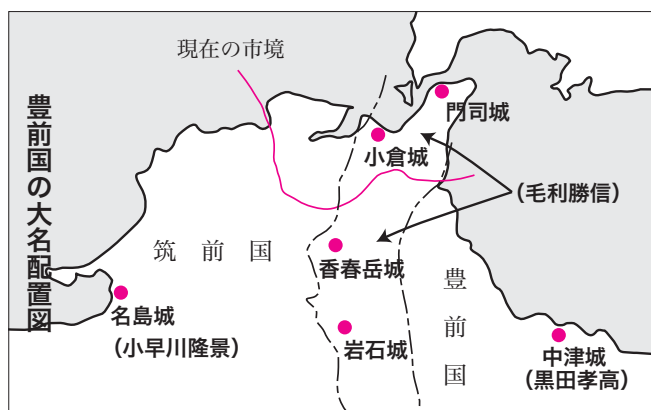 豊前国の大名配置図
現在の市境
門司城
小倉城
(毛利勝信)
筑前国
香春岳城
豊前国
名島城
(小早川隆景)
岩石城
中津城
(黒田孝高)